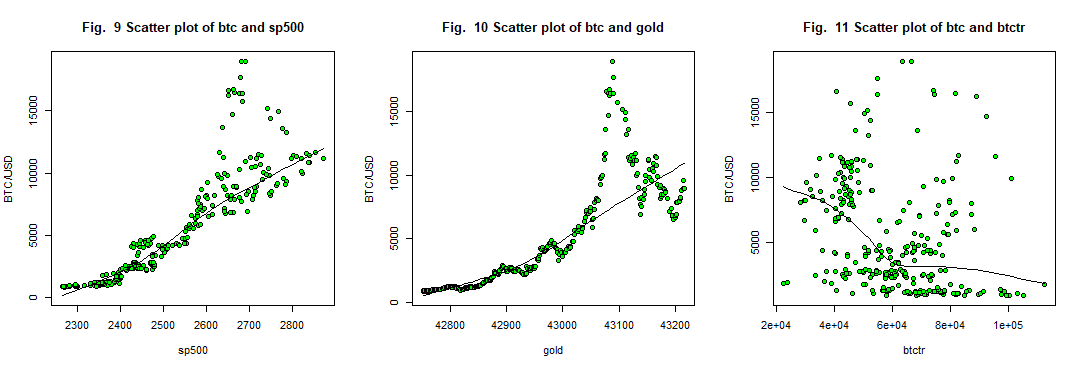 Fig. 9 Scatter plot of btc and sp500
BTC/USD
15000
10000
5000
0
2300 2400 2500 2600 2700 2800
sp500
Fig. 10 Scatter plot of btc and gold
BTC/USD
15000
10000
5000
0
42800 42900 43000 43100 43200
gold
Fig. 11 Scatter plot of btc and btctr
BTC/USD
15000
10000
5000
2e+04 4e+04 6e+04 8e+04 1e+05
btctr